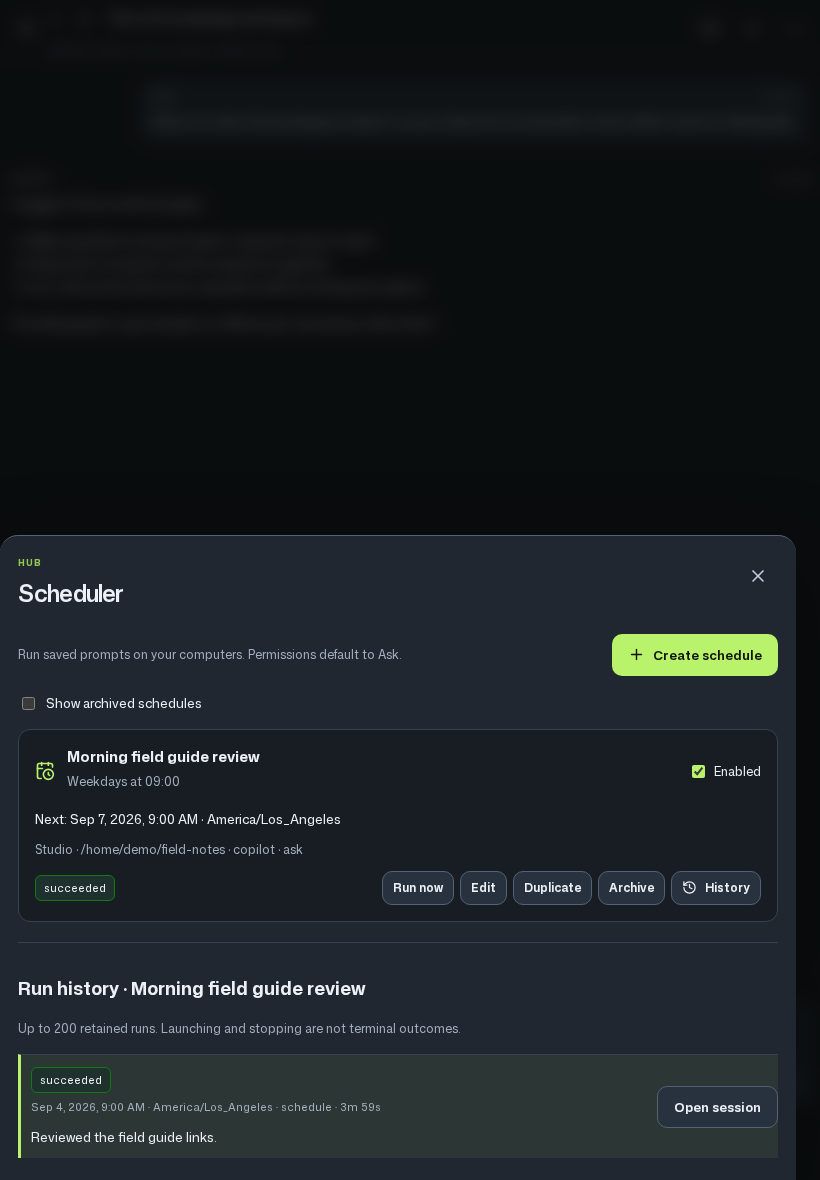 HUB
Scheduler
Run saved prompts on your computers. Permissions default to Ask.
Create schedule
Show archived schedules
Morning field guide review
Weekdays at 09:00
Enabled
Next: Sep 7, 2026, 9:00 AM · America/Los_Angeles
Studio · /home/demo/field-notes · copilot · ask
succeeded
Run now
Edit
Duplicate
Archive
History
Run history · Morning field guide review
Up to 200 retained runs. Launching and stopping are not terminal outcomes.
succeeded
Sep 4, 2026, 9:00 AM · America/Los_Angeles · schedule · 3m 59s
Open session
Reviewed the field guide links.